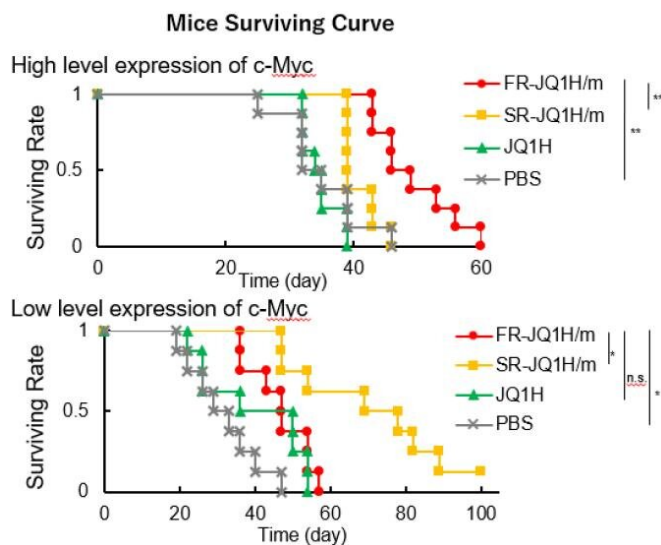 Mice Surviving Curve
High level expression of c-Myc
Surviving Rate
1
0.5
0
0 20 40 60
Time (day)
FR-JQ1H/m
SR-JQ1H/m
JQ1H
PBS
**
**
Low level expression of c-Myc
Surviving Rate
1
0.5
0
0 20 40 60 80 100
Time (day)
FR-JQ1H/m
SR-JQ1H/m
JQ1H
PBS
*
n.s.
*